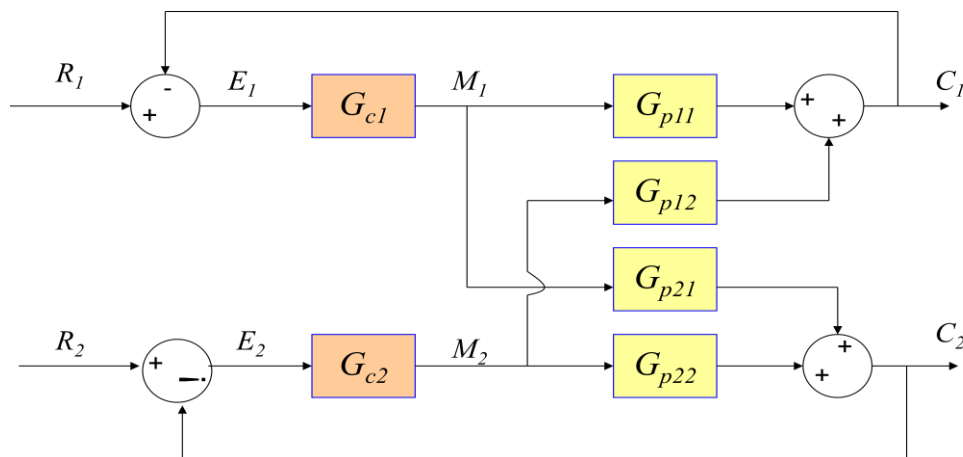 R1 E1 Gc1 M1 Gp11 C1
- + + +
Gp12
Gp21
R2 E2 Gc2 M2 Gp22 C2
+ - + +